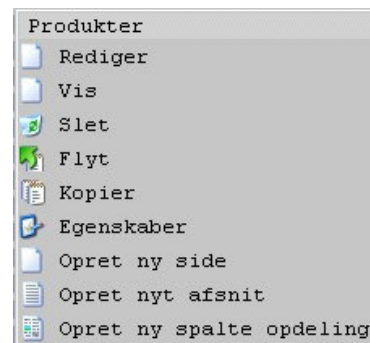 Produkter
Rediger
Vis
Slet
Flyt
Kopier
Egenskaber
Opret ny side
Opret nyt afsnit
Opret ny spalte opdeling